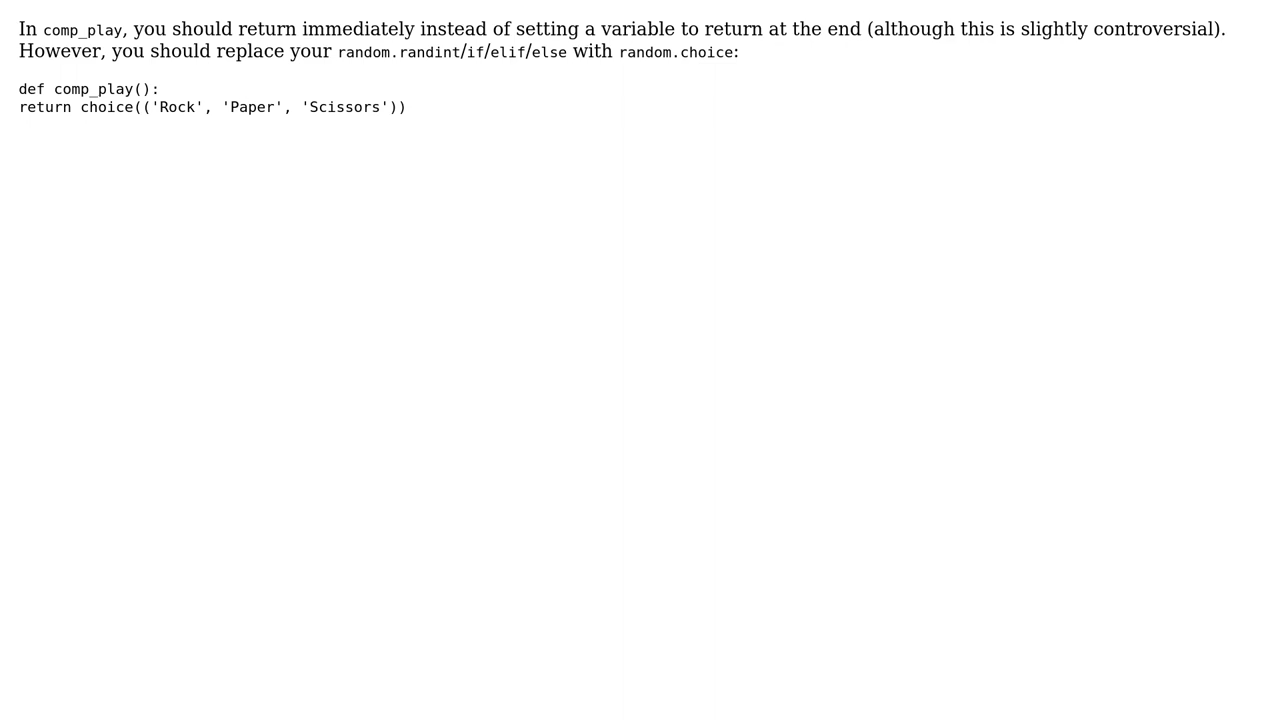 In comp_play, you should return immediately instead of setting a variable to return at the end (although this is slightly controversial).
However, you should replace your random.randint/if/elif/else with random.choice:
def comp_play():
return choice(('Rock', 'Paper', 'Scissors'))